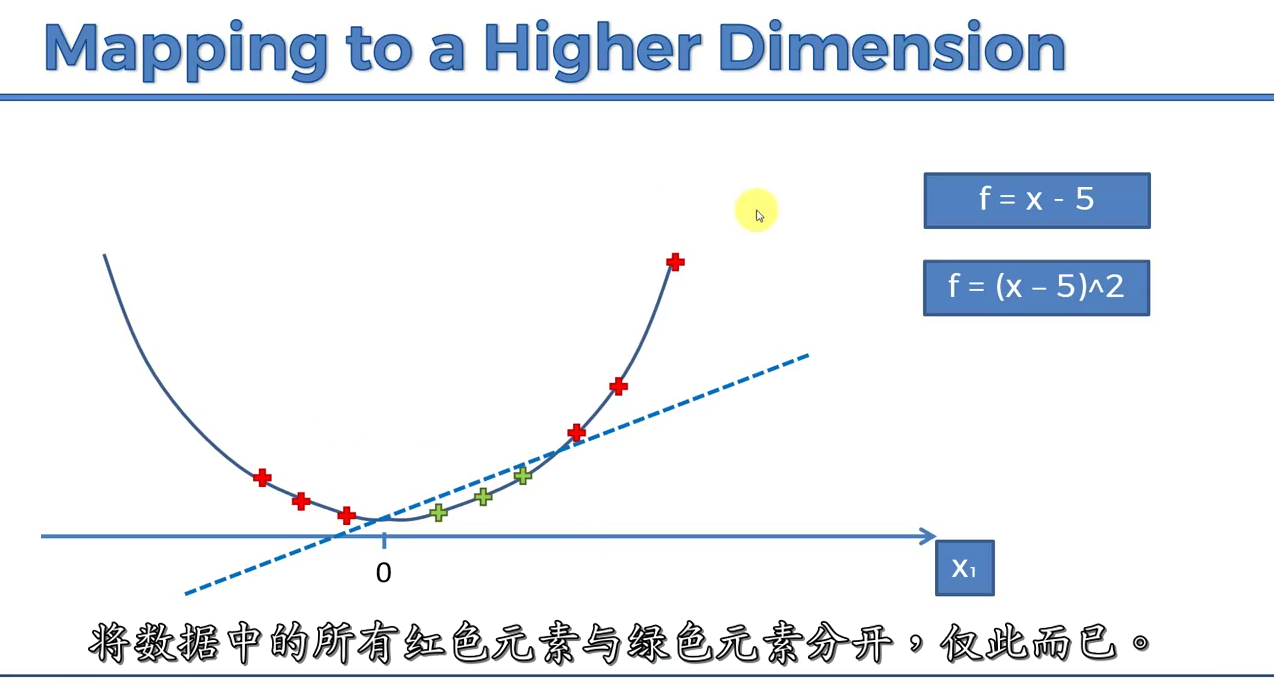 Mapping to a Higher Dimension
f = x - 5
f = (x – 5)^2
0
x₁
将数据中的所有红色元素与绿色元素分开，仅此而已。